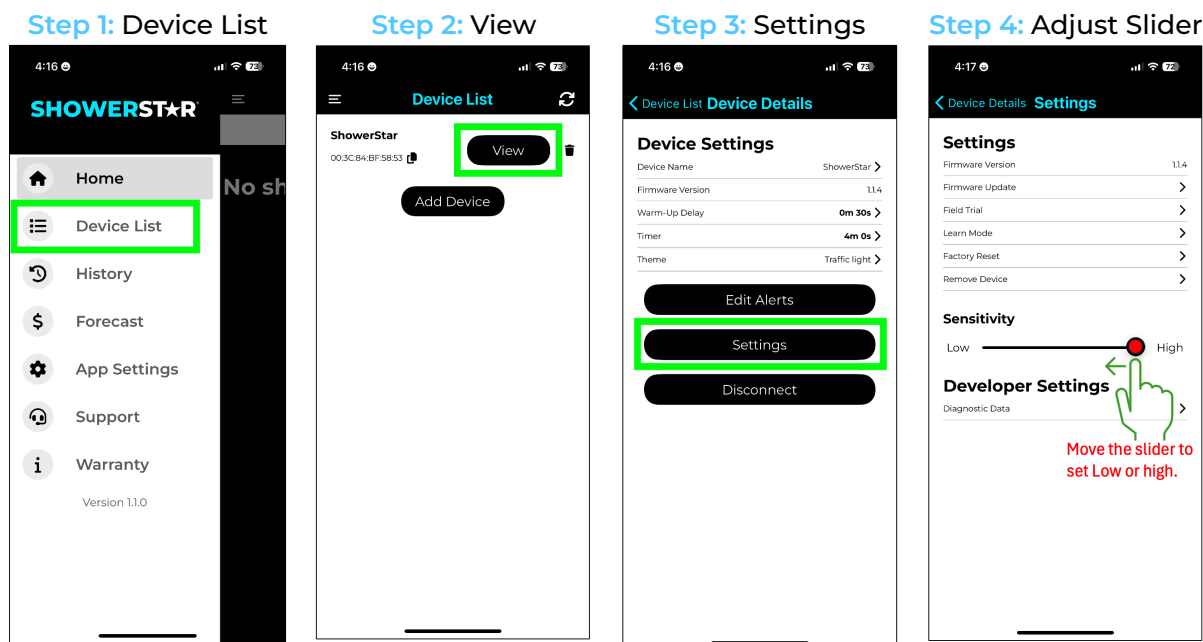 Step 1: Device List
4:16
73
SHOWERSTAR
No sh
Home
Device List
History
$
Forecast
App Settings
Support
i
Warranty
Version 1.1.0
Step 2: View
4:16
73
Device List
ShowerStar
00:3C:84:BF:58:53
View
Add Device
Step 3: Settings
4:16
73
Device List Device Details
Device Settings
Device Name ShowerStar
Firmware Version 1.1.4
Warm-Up Delay 0m 30s
Timer 4m 0s
Theme Traffic light
Edit Alerts
Settings
Disconnect
Step 4: Adjust Slider
4:17
72
Device Details Settings
Settings
Firmware Version 1.1.4
Firmware Update
Field Trial
Learn Mode
Factory Reset
Remove Device
Sensitivity
Low High
Developer Settings
Diagnostic Data
Move the slider to
set Low or high.